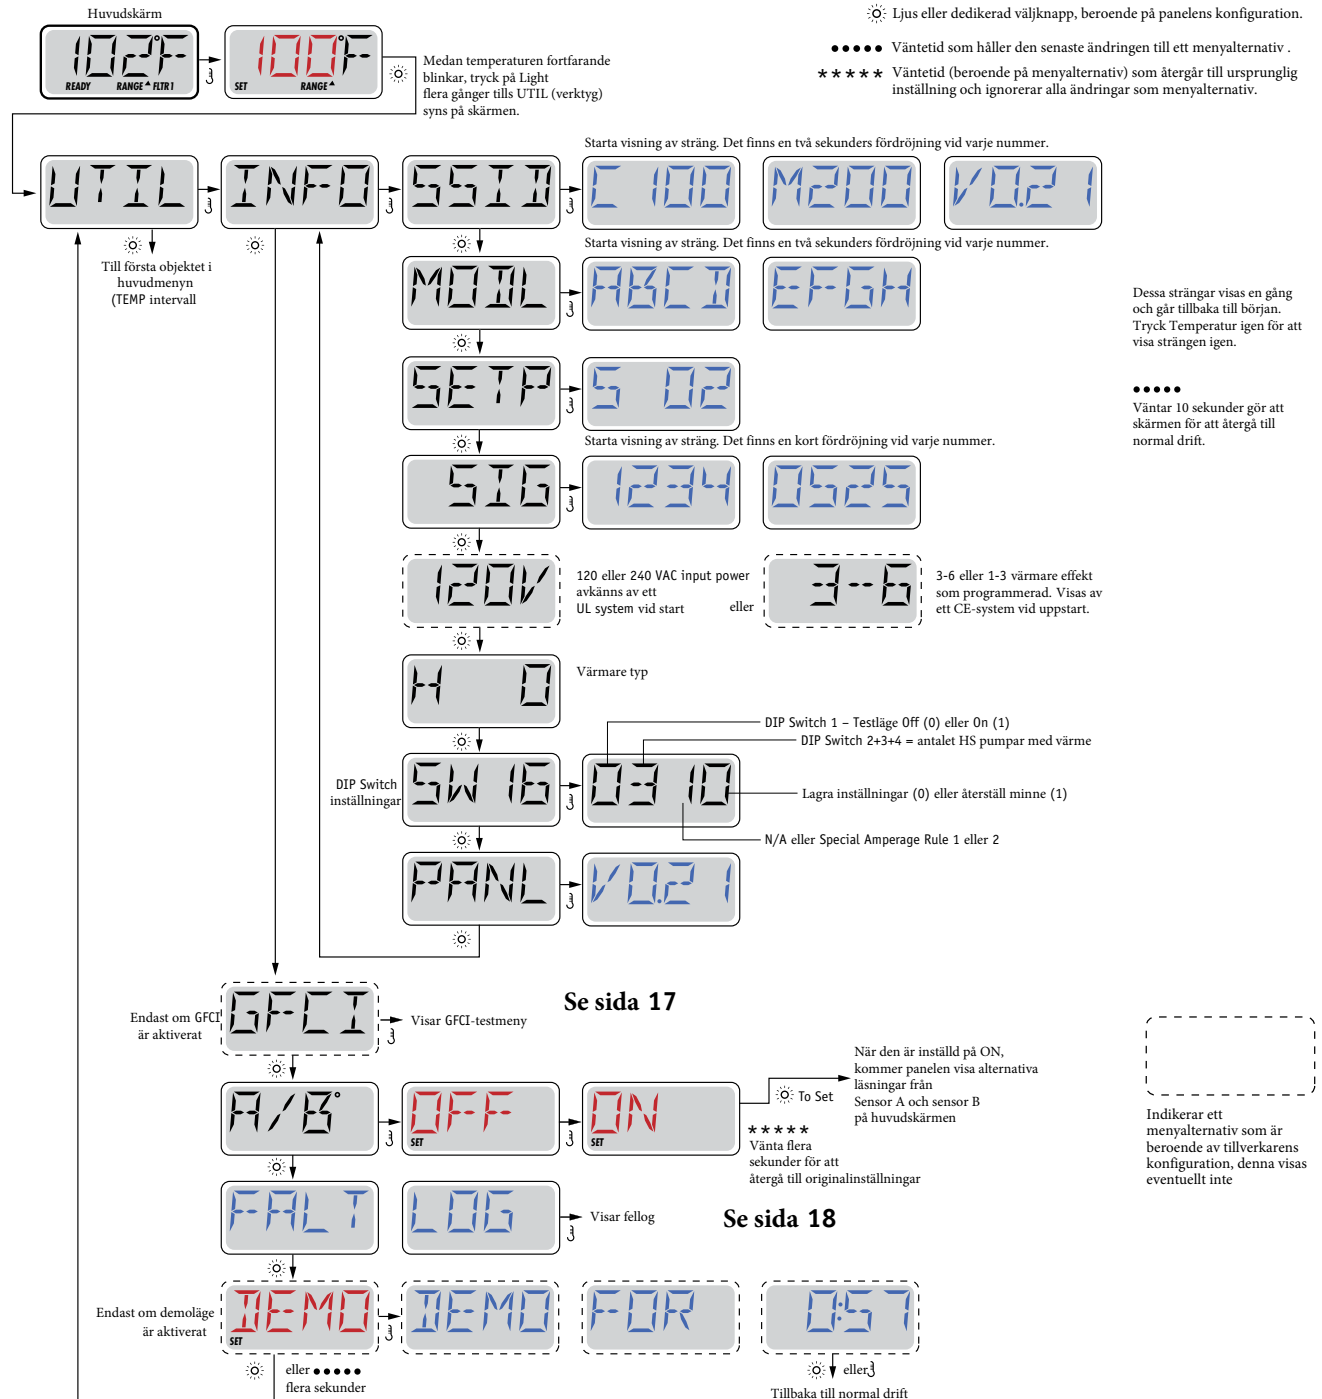 Huvudskärm
Ljus eller dedikerad väljknapp, beroende på panelens konfiguration.
102°F
READY RANGE FLTR1
100°F
SET RANGE
Medan temperaturen fortfarande
blinkar, tryck på Light
flera gånger tills UTIL (verktyg)
syns på skärmen.
●●●●● Väntetid som håller den senaste ändringen till ett menyalternativ .
***** Väntetid (beroende på menyalternativ) som återgår till ursprunglig
inställning och ignorerar alla ändringar som menyalternativ.
Starta visning av sträng. Det finns en två sekunders fördröjning vid varje nummer.
UTIL
INFO
SSID
C100
M200
V0.21
Till första objektet i
huvudmenyn
(TEMP intervall
Starta visning av sträng. Det finns en två sekunders fördröjning vid varje nummer.
MODL
ABCD
EFGH
Dessa strängar visas en gång
och går tillbaka till början.
Tryck Temperatur igen för att
visa strängen igen.
SETP
S 02
●●●●●
Väntar 10 sekunder gör att
skärmen för att återgå till
normal drift.
Starta visning av sträng. Det finns en kort fördröjning vid varje nummer.
SIG
1234
0525
120V
120 eller 240 VAC input power
avkänns av ett
UL system vid start
eller
3-6
3-6 eller 1-3 värmare effekt
som programmerad. Visas av
ett CE-system vid uppstart.
H 0
Värmare typ
DIP Switch 1 – Testläge Off (0) eller On (1)
DIP Switch 2+3+4 = antalet HS pumpar med värme
DIP Switch
inställningar
SW 16
0310
Lagra inställningar (0) eller återställ minne (1)
N/A eller Special Amperage Rule 1 eller 2
PANL
V0.21
Se sida 17
Endast om GFCI
är aktiverat
GFCI
Visar GFCI-testmeny
A/B°
OFF
SET
ON
SET
To Set
När den är inställd på ON,
kommer panelen visa alternativa
läsningar från
Sensor A och sensor B
på huvudskärmen
*****
Vänta flera
sekunder för att
återgå till originalinställningar
Indikerar ett
menyalternativ som är
beroende av tillverkarens
konfiguration, denna visas
eventuellt inte
FALT
LOG
Visar fellog
Se sida 18
Endast om demoläge
är aktiverat
DEMO
SET
DEMO
FOR
0:57
eller ●●●●●
flera sekunder
eller
Tillbaka till normal drift